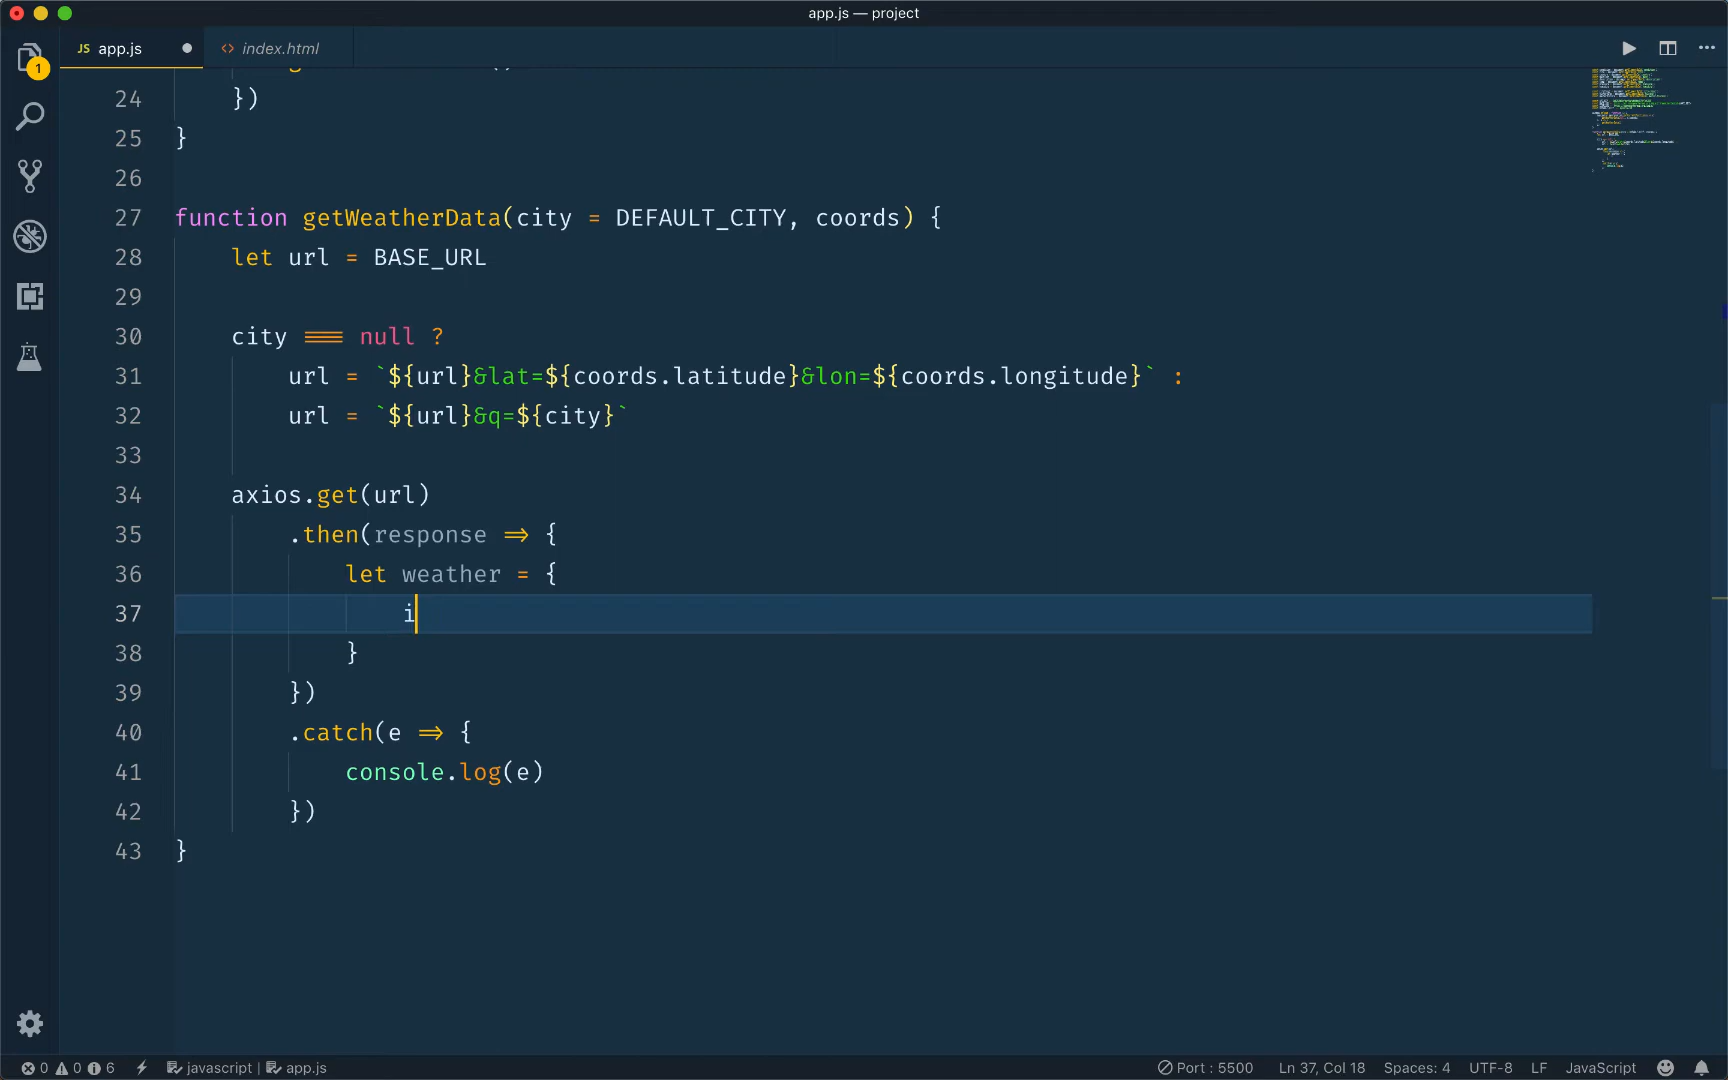 app.js — project
JS app.js
<> index.html
1
24 })
25 }
26
27 function getWeatherData(city = DEFAULT_CITY, coords) {
28 let url = BASE_URL
29
30 city === null ?
31 url = `${url}&lat=${coords.latitude}&lon=${coords.longitude}` :
32 url = `${url}&q=${city}`
33
34 axios.get(url)
35 .then(response => {
36 let weather = {
37 i
38 }
39 })
40 .catch(e => {
41 console.log(e)
42 })
43 }
0 0 6 javascript | app.js Port : 5500 Ln 37, Col 18 Spaces: 4 UTF-8 LF JavaScript